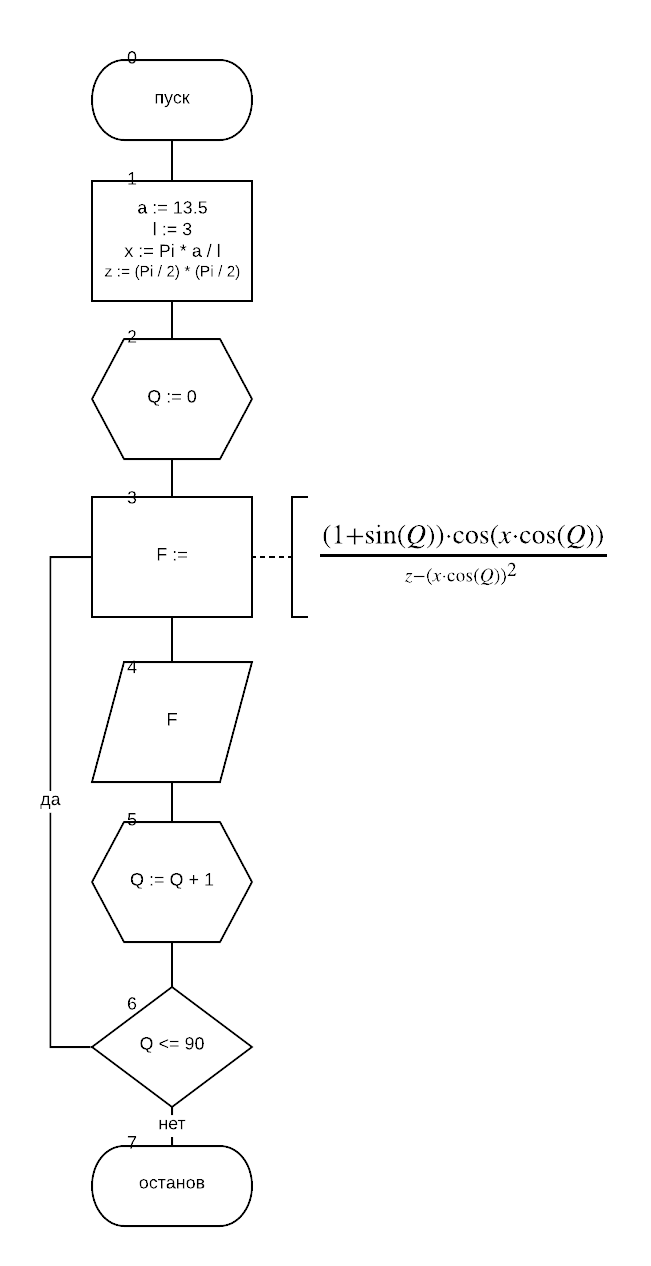 0
пуск
1
a := 13.5
l := 3
x := Pi * a / l
z := (Pi / 2) * (Pi / 2)
2
Q := 0
3
F :=
(1+sin(Q))·cos(x·cos(Q))
z−(x·cos(Q))²
4
F
да
5
Q := Q + 1
6
Q <= 90
нет
7
останов